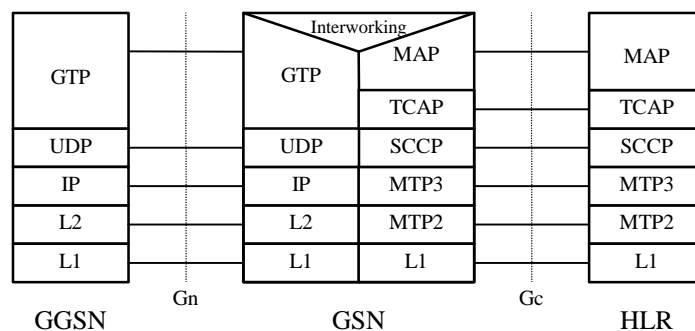 Interworking
GTP GTP MAP MAP
TCAP TCAP
UDP UDP SCCP SCCP
IP IP MTP3 MTP3
L2 L2 MTP2 MTP2
L1 L1 L1 L1
Gn Gc
GGSN GSN HLR